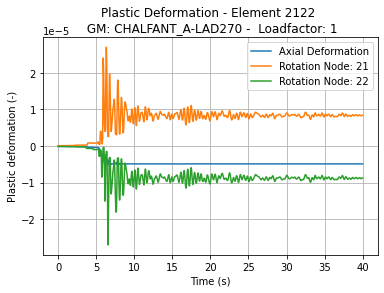 Plastic Deformation - Element 2122
GM: CHALFANT_A-LAD270 -  Loadfactor: 1
1e−5
Axial Deformation
Rotation Node: 21
Rotation Node: 22
2
1
0
−1
−2
Plastic deformation (-)
0 5 10 15 20 25 30 35 40
Time (s)